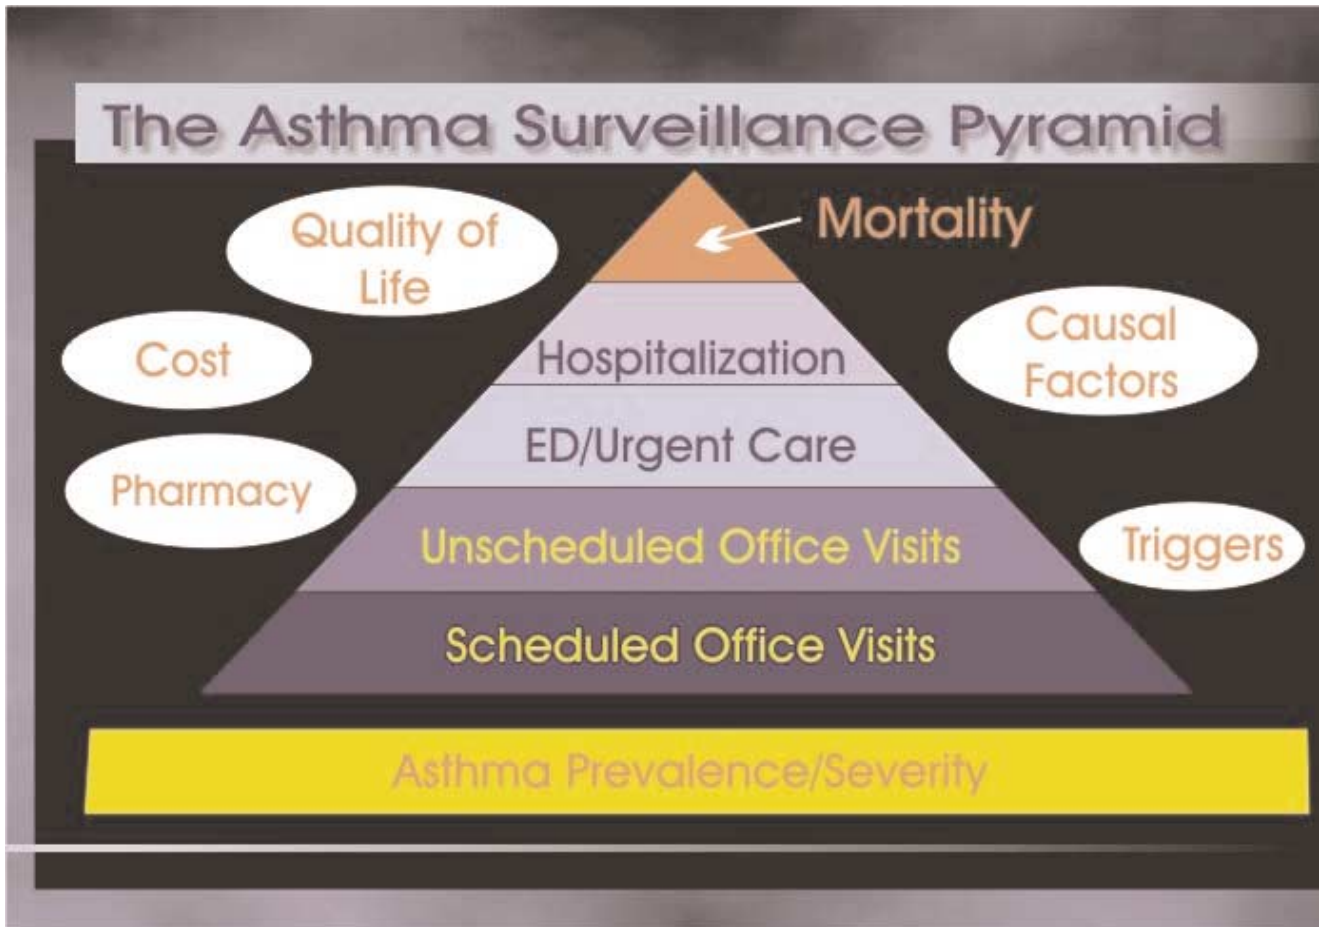 The Asthma Surveillance Pyramid
Quality of
Life
Mortality
Cost
Causal
Factors
Hospitalization
ED/Urgent Care
Pharmacy
Unscheduled Office Visits
Triggers
Scheduled Office Visits
Asthma Prevalence/Severity